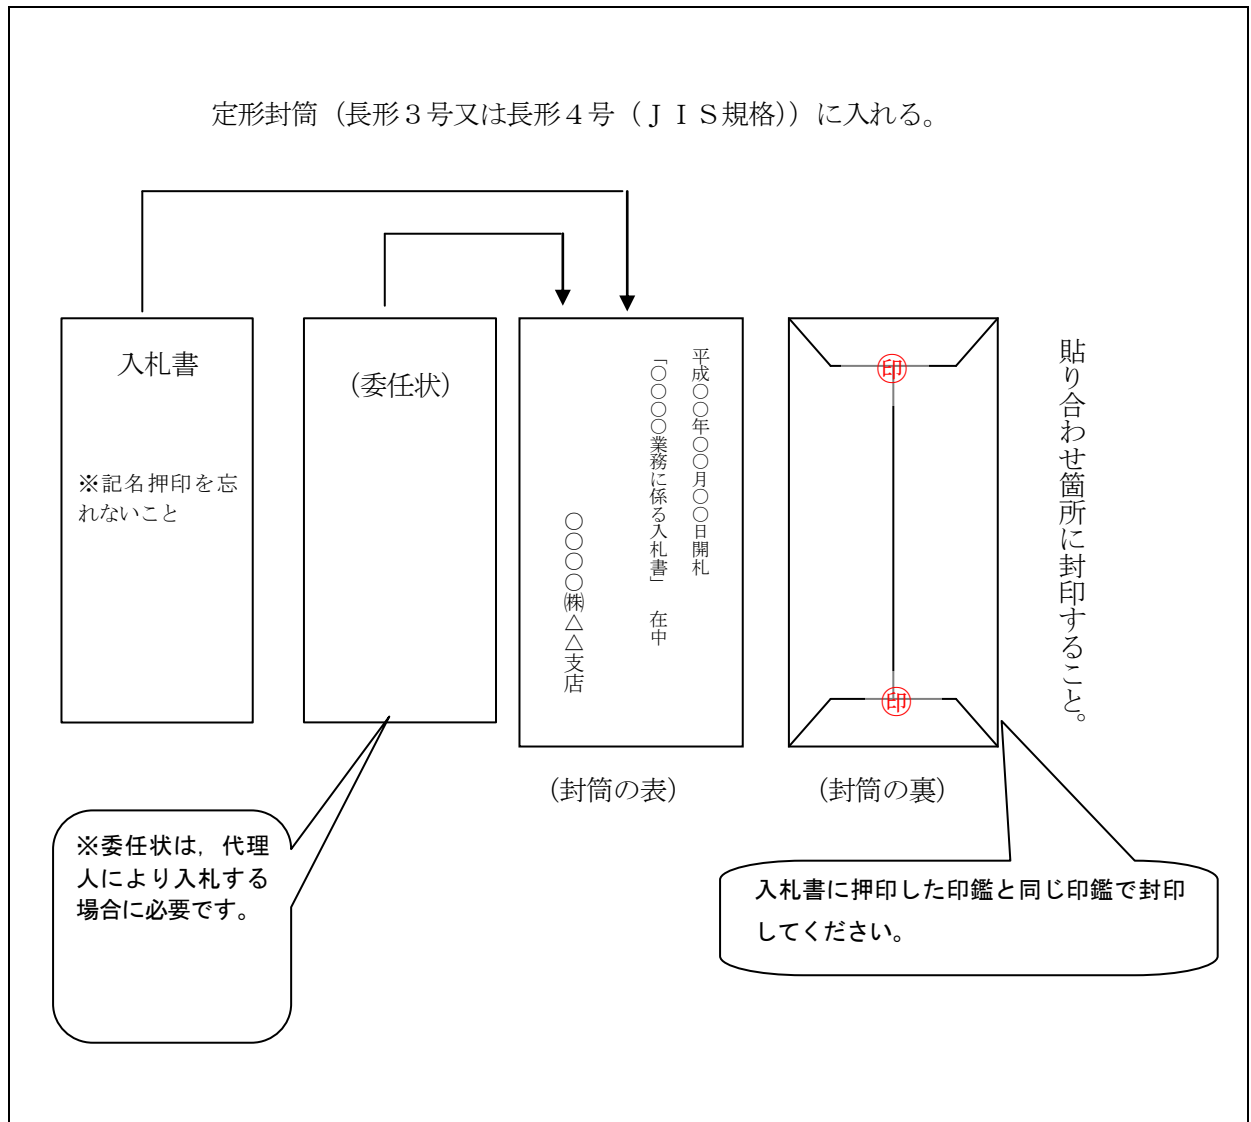 定形封筒（長形３号又は長形４号（ＪＩＳ規格））に入れる。
入札書
※記名押印を忘
れないこと
（委任状）
平成〇〇年〇〇月〇〇日開札
「〇〇〇〇業務に係る入札書」　在中
〇〇〇〇㈱△△支店
印
印
貼り合わせ箇所に封印すること。
（封筒の表）
（封筒の裏）
※委任状は，代理
人により入札する
場合に必要です。
入札書に押印した印鑑と同じ印鑑で封印
してください。